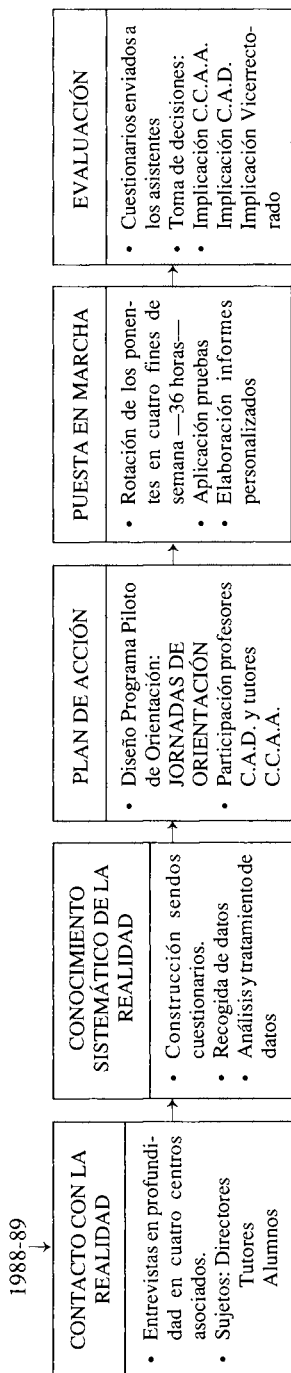 1988-89
CONTACTO CON LA
REALIDAD
• Entrevistas en profundi-
dad en cuatro centros
asociados.
• Sujetos: Directores
Tutores
Alumnos
CONOCIMIENTO
SISTEMÁTICO DE LA
REALIDAD
• Construcción sendos
cuestionarios.
• Recogida de datos
• Análisis y tratamiento de
datos
PLAN DE ACCIÓN
• Diseño Programa Piloto
de Orientación:
JORNADAS DE
ORIENTACIÓN
• Participación profesores
C.A.D. y tutores
C.C.A.A.
PUESTA EN MARCHA
• Rotación de los ponen-
tes en cuatro fines de
semana —36 horas—
• Aplicación pruebas
• Elaboración informes
personalizados
EVALUACIÓN
• Cuestionarios enviados a
los asistentes
• Toma de decisiones:
• Implicación C.C.A.A.
Implicación C.A.D.
Implicación Vicerrecto-
rado